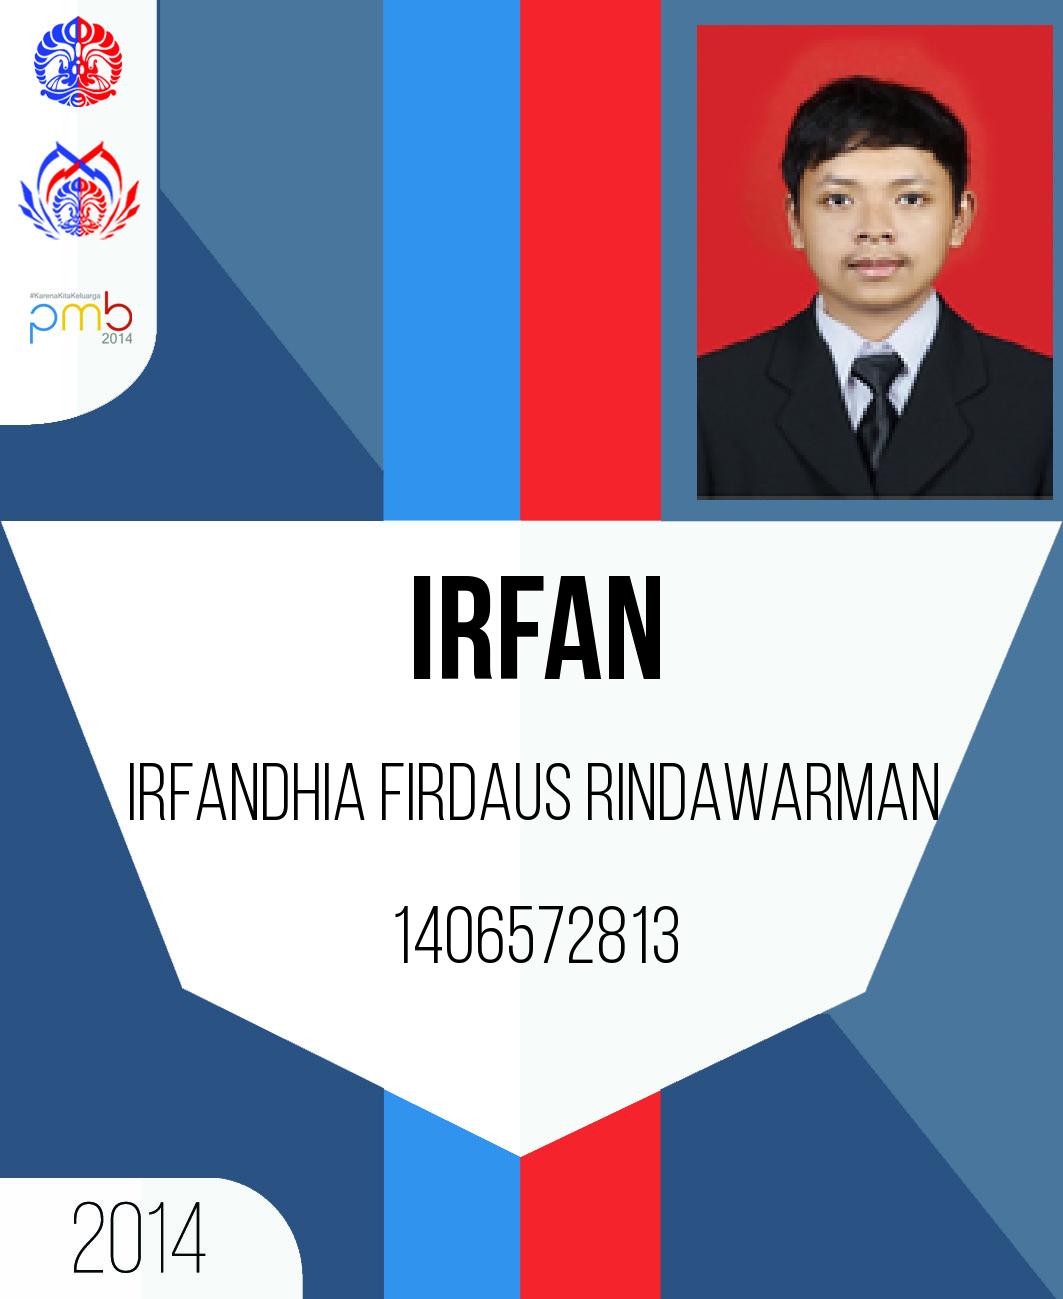 #KarenaKitaKeluarga
pmb
2014
IRFAN
IRFANDHIA FIRDAUS RINDAWARMAN
1406572813
2014